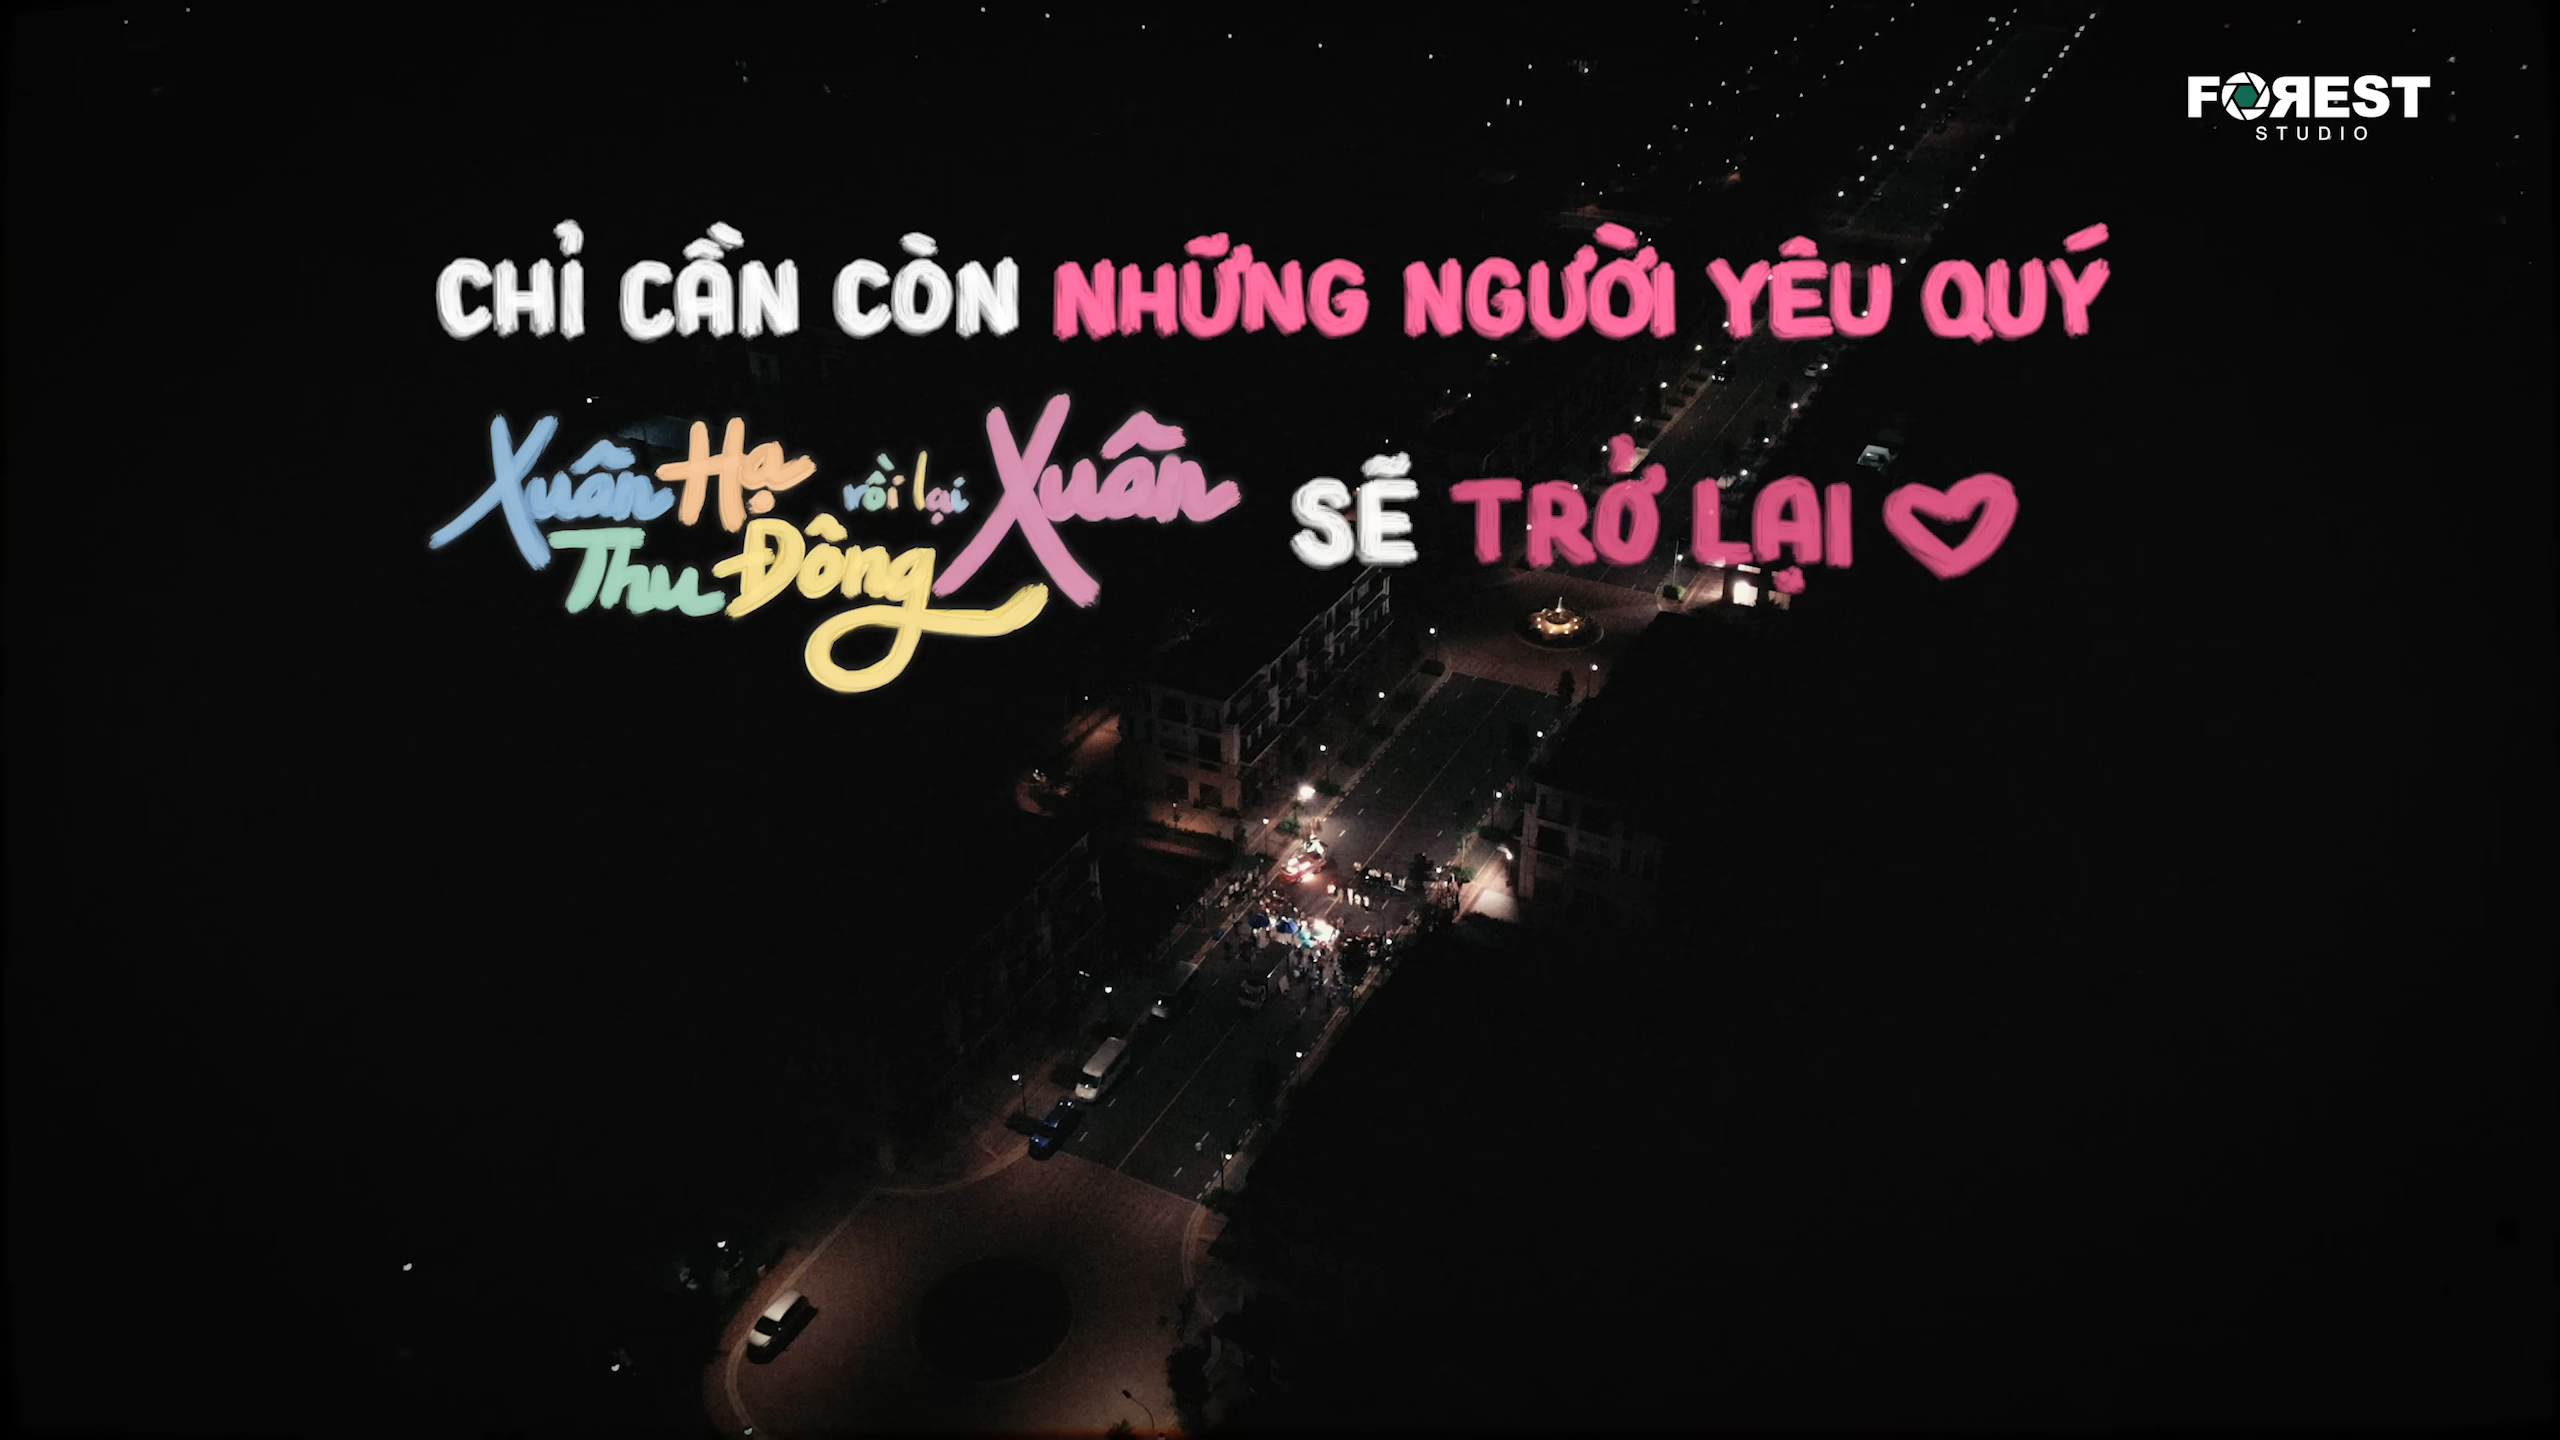 FOREST
STUDIO
CHỈ CẦN CÒN NHỮNG NGƯỜI YÊU QUÝ
Xuân Hạ Thu Đông rồi lại Xuân SẼ TRỞ LẠI